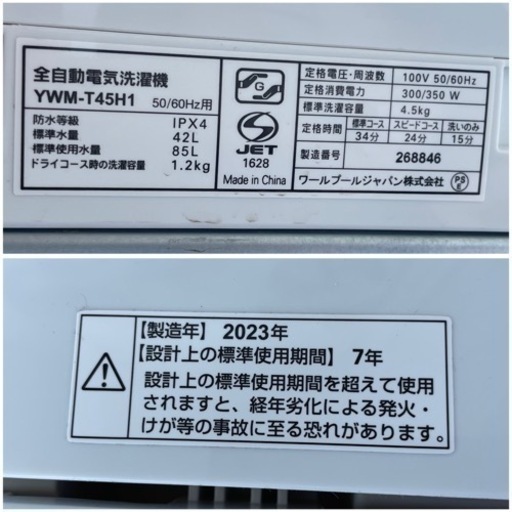 全自動電気洗濯機
YWM-T45H1 50/60Hz用
防水等級 IPX4
標準水量 42L
標準使用水量 85L
ドライコース時の洗濯容量 1.2kg
G
S
JET
1628
Made in China
定格電圧・周波数 100V 50/60Hz
定格消費電力 300/350 W
標準洗濯容量 4.5kg
定格時間 標準コース スピードコース 洗いのみ
34分 24分 15分
製造番号 268846
ワールプールジャパン株式会社 PSE
【製造年】 2023年
【設計上の標準使用期間】 7年
設計上の標準使用期間を超えて使用
されますと、経年劣化による発火・
けが等の事故に至る恐れがあります。